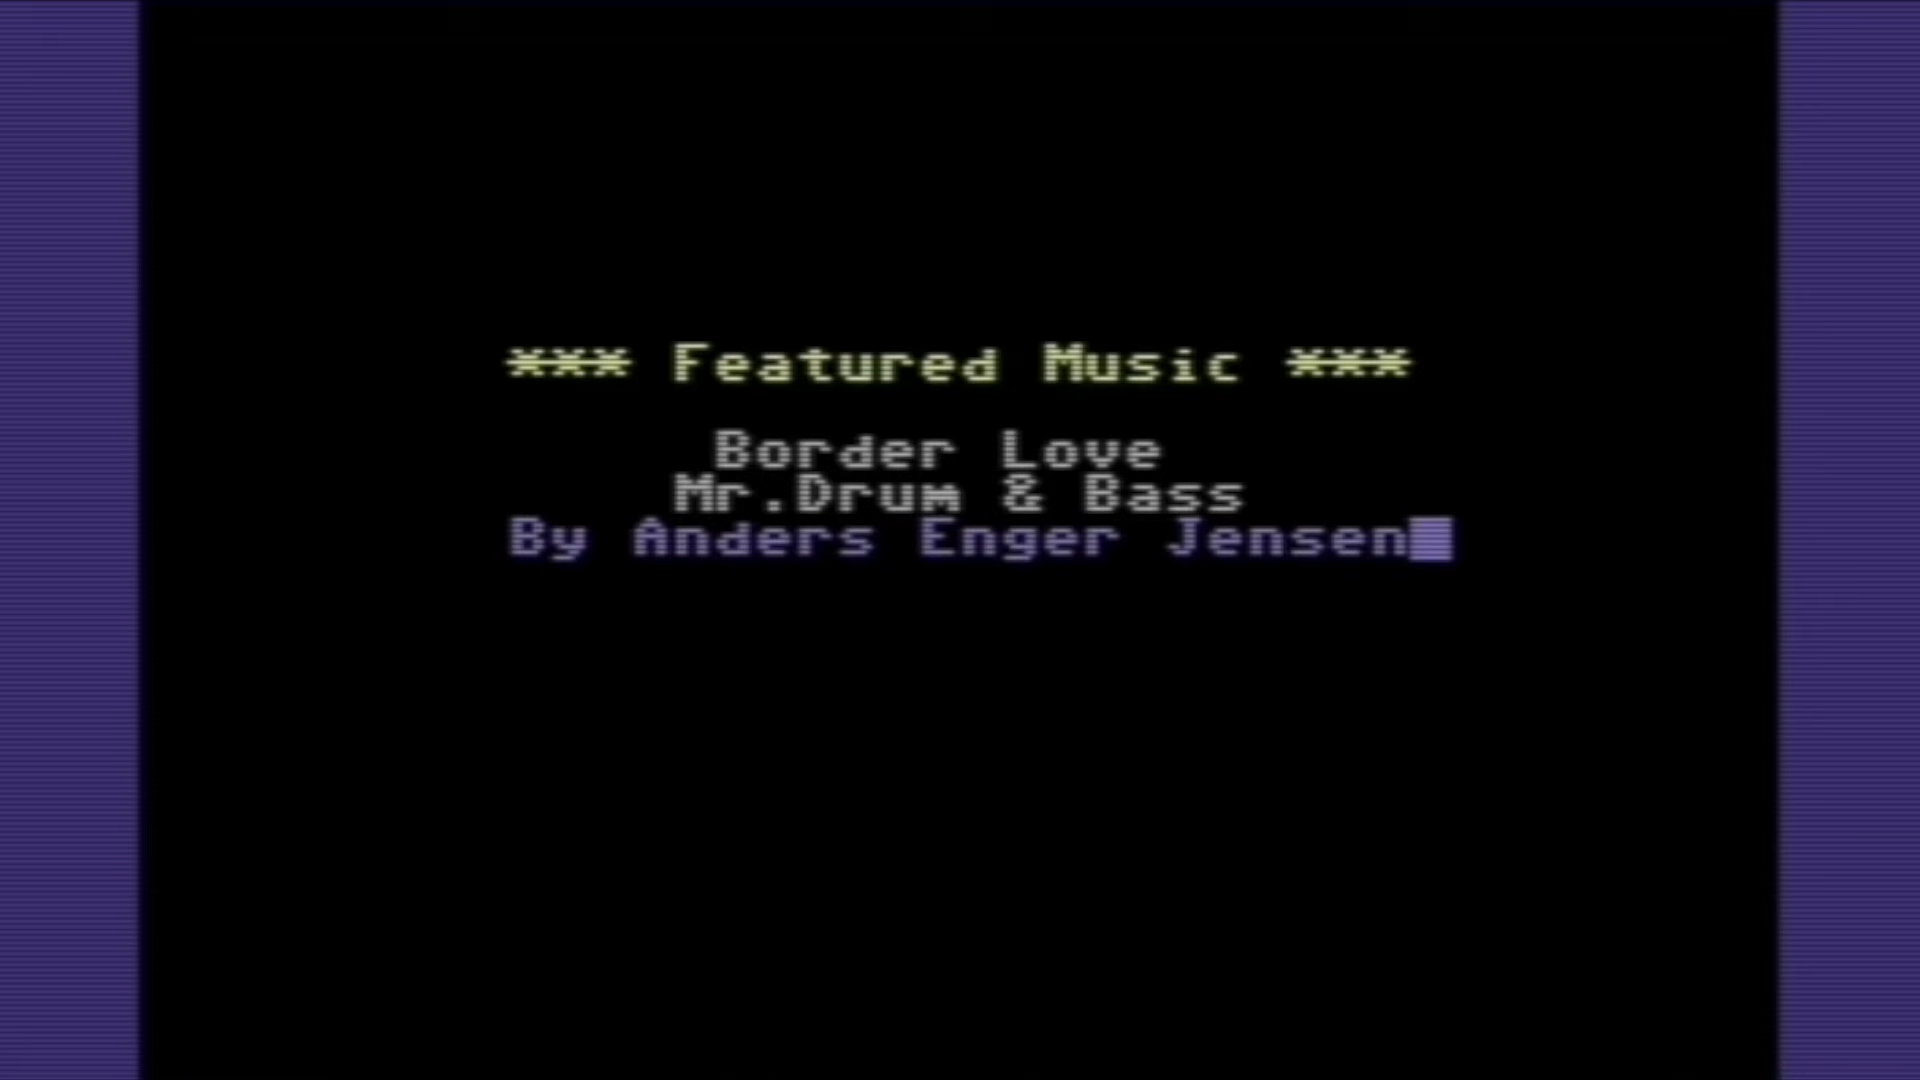 *** Featured Music ***
Border Love
Mr.Drum & Bass
By Anders Enger Jensen